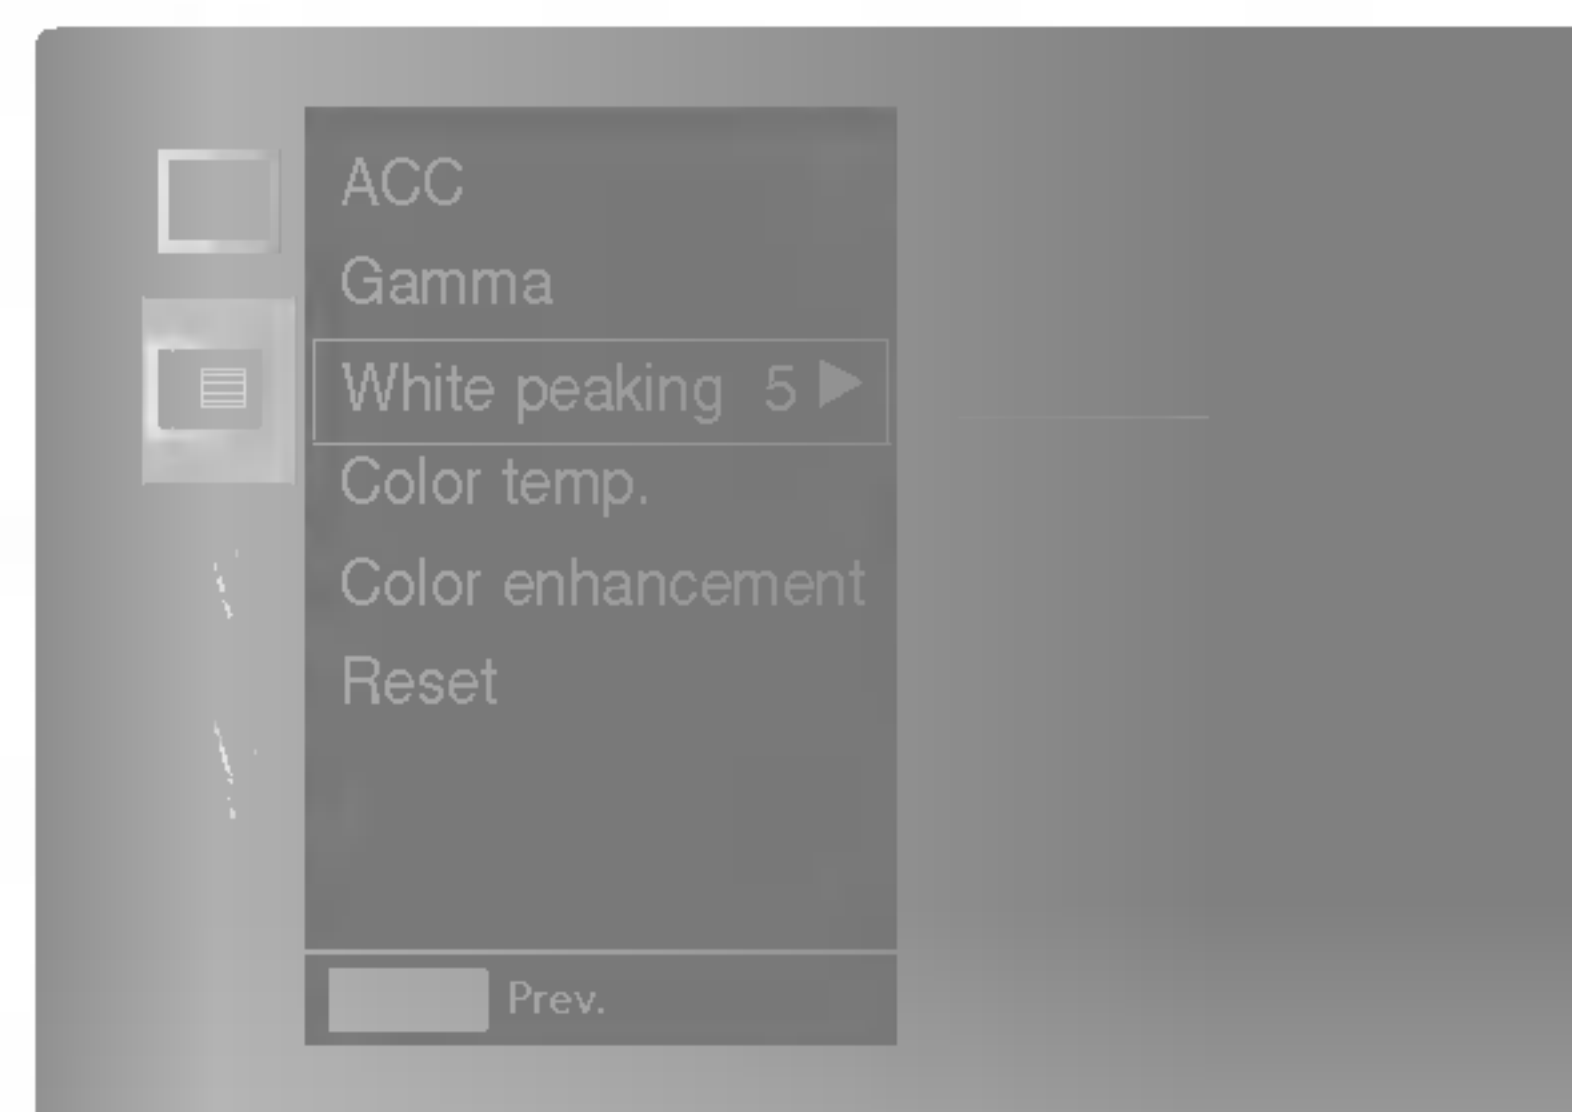 ACC
Gamma
White peaking 5 ▶
Color temp.
Color enhancement
Reset
Prev.